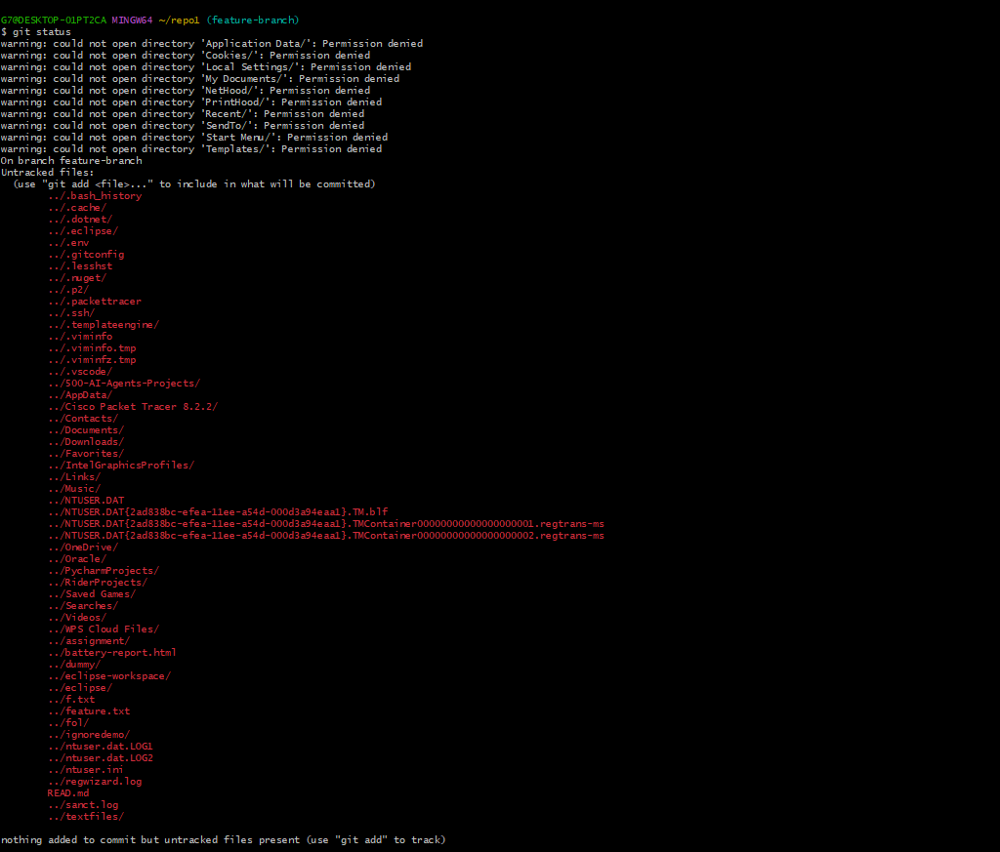 G7@DESKTOP-01PT2CA MINGW64 ~/repo1 (feature-branch)
$ git status
warning: could not open directory 'Application Data/': Permission denied
warning: could not open directory 'Cookies/': Permission denied
warning: could not open directory 'Local Settings/': Permission denied
warning: could not open directory 'My Documents/': Permission denied
warning: could not open directory 'NetHood/': Permission denied
warning: could not open directory 'PrintHood/': Permission denied
warning: could not open directory 'Recent/': Permission denied
warning: could not open directory 'SendTo/': Permission denied
warning: could not open directory 'Start Menu/': Permission denied
warning: could not open directory 'Templates/': Permission denied
On branch feature-branch
Untracked files:
  (use "git add <file>..." to include in what will be committed)
        ../.bash_history
        ../.cache/
        ../.dotnet/
        ../.eclipse/
        ../.env
        ../.gitconfig
        ../.lesshst
        ../.nuget/
        ../.p2/
        ../.packettracer
        ../.ssh/
        ../.templateengine/
        ../.viminfo
        ../.viminfo.tmp
        ../.viminfz.tmp
        ../.vscode/
        ../500-AI-Agents-Projects/
        ../AppData/
        ../Cisco Packet Tracer 8.2.2/
        ../Contacts/
        ../Documents/
        ../Downloads/
        ../Favorites/
        ../IntelGraphicsProfiles/
        ../Links/
        ../Music/
        ../NTUSER.DAT
        ../NTUSER.DAT{2ad838bc-efea-11ee-a54d-000d3a94eaa1}.TM.blf
        ../NTUSER.DAT{2ad838bc-efea-11ee-a54d-000d3a94eaa1}.TMContainer00000000000000000001.regtrans-ms
        ../NTUSER.DAT{2ad838bc-efea-11ee-a54d-000d3a94eaa1}.TMContainer00000000000000000002.regtrans-ms
        ../OneDrive/
        ../Oracle/
        ../PycharmProjects/
        ../RiderProjects/
        ../Saved Games/
        ../Searches/
        ../Videos/
        ../WPS Cloud Files/
        ../assignment/
        ../battery-report.html
        ../dummy/
        ../eclipse-workspace/
        ../eclipse/
        ../f.txt
        ../feature.txt
        ../fol/
        ../ignoredemo/
        ../ntuser.dat.LOG1
        ../ntuser.dat.LOG2
        ../ntuser.ini
        ../regwizard.log
        READ.md
        ../sanct.log
        ../textfiles/
nothing added to commit but untracked files present (use "git add" to track)